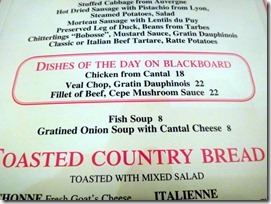 Stuffed Cabbage from Auvergne
Hot Dried Sausage with Pistachio from Lyon,
Steamed Potatoes, Salad
Morteau Sausage with Lentils du Puy
Preserved Leg of Duck, Beans from Tarbes
Chitterlings "Bobosse", Mustard Sauce, Gratin Dauphinois
Classic or Italian Beef Tartare, Ratte Potatoes
DISHES OF THE DAY ON BLACKBOARD
Chicken from Cantal 18
Veal Chop, Gratin Dauphinois 22
Fillet of Beef, Cepe Mushroom Sauce 22
Fish Soup 8
Gratined Onion Soup with Cantal Cheese 8
TOASTED COUNTRY BREAD
TOASTED WITH MIXED SALAD
HONNE Fresh Goat's Cheese ITALIENNE